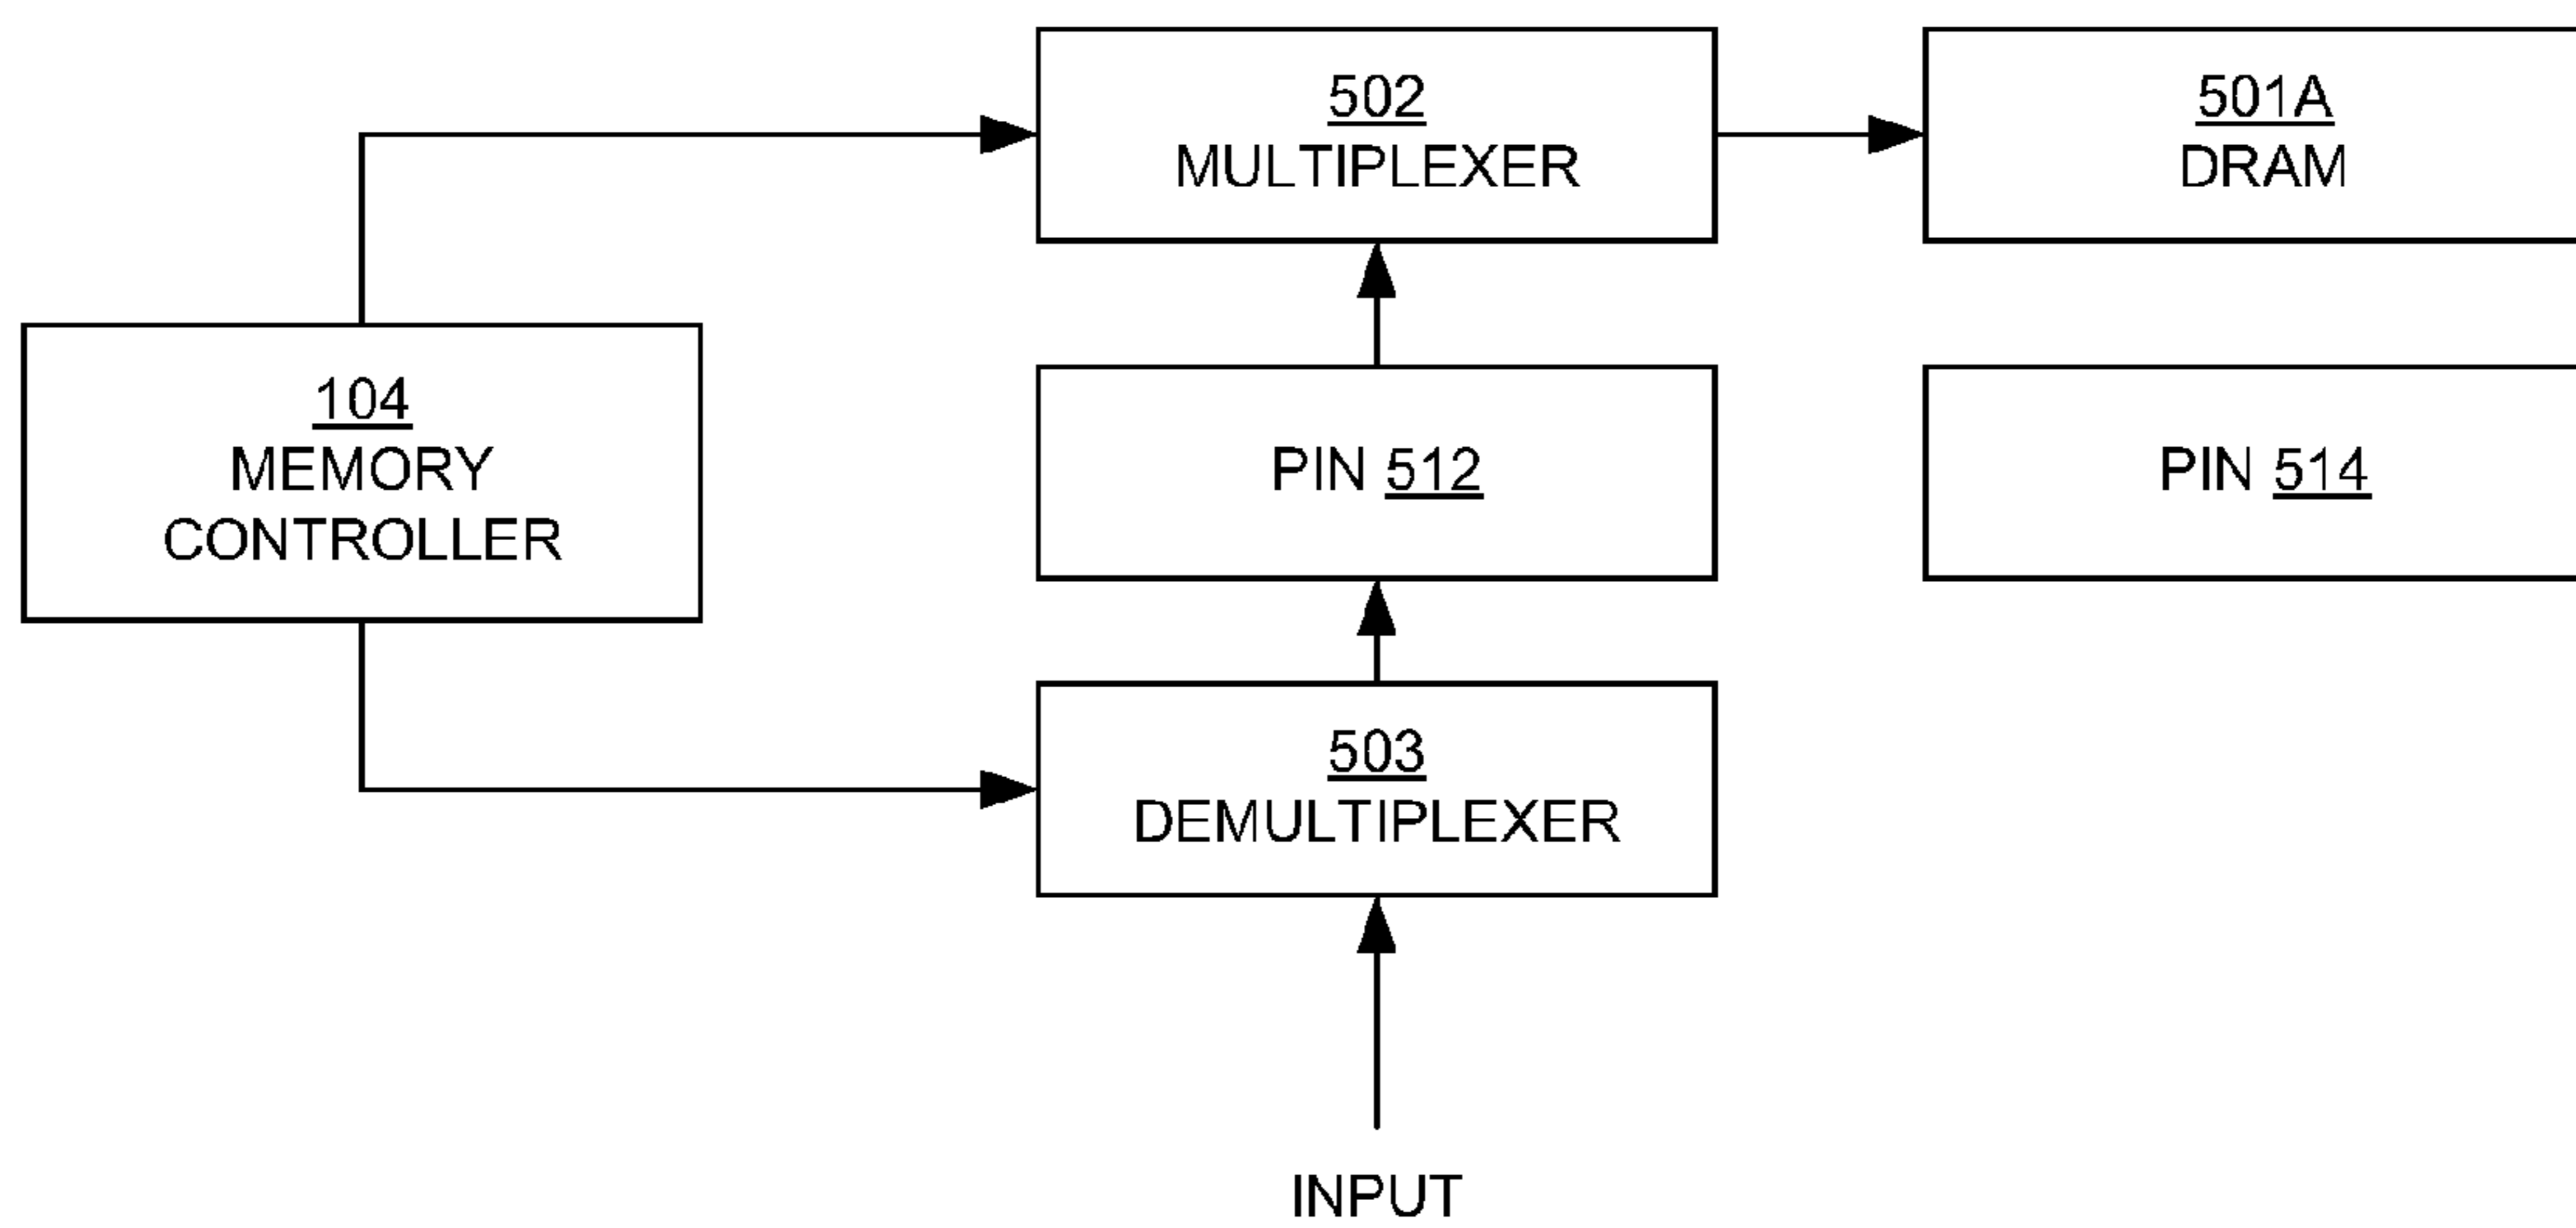 502
MULTIPLEXER
501A
DRAM
104
MEMORY
CONTROLLER
PIN 512
PIN 514
503
DEMULTIPLEXER
INPUT